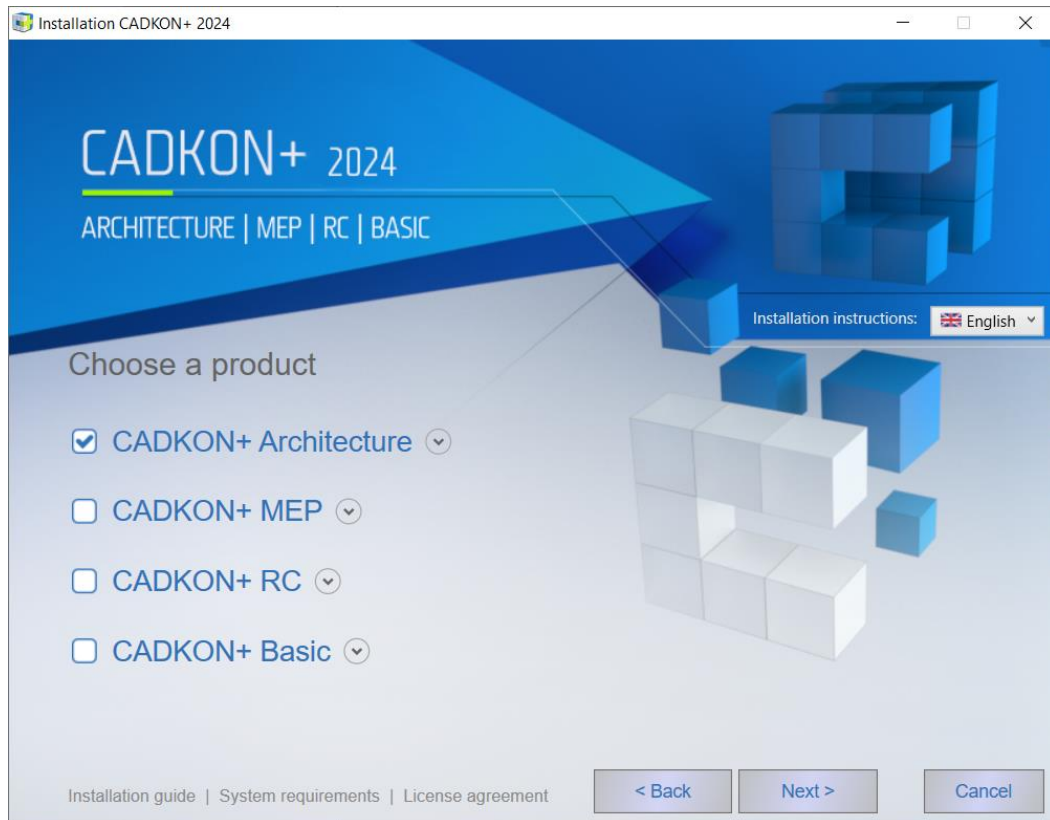 Installation CADKON+ 2024
CADKON+ 2024
ARCHITECTURE | MEP | RC | BASIC
Installation instructions: English
Choose a product
CADKON+ Architecture
CADKON+ MEP
CADKON+ RC
CADKON+ Basic
Installation guide | System requirements | License agreement
< Back
Next >
Cancel